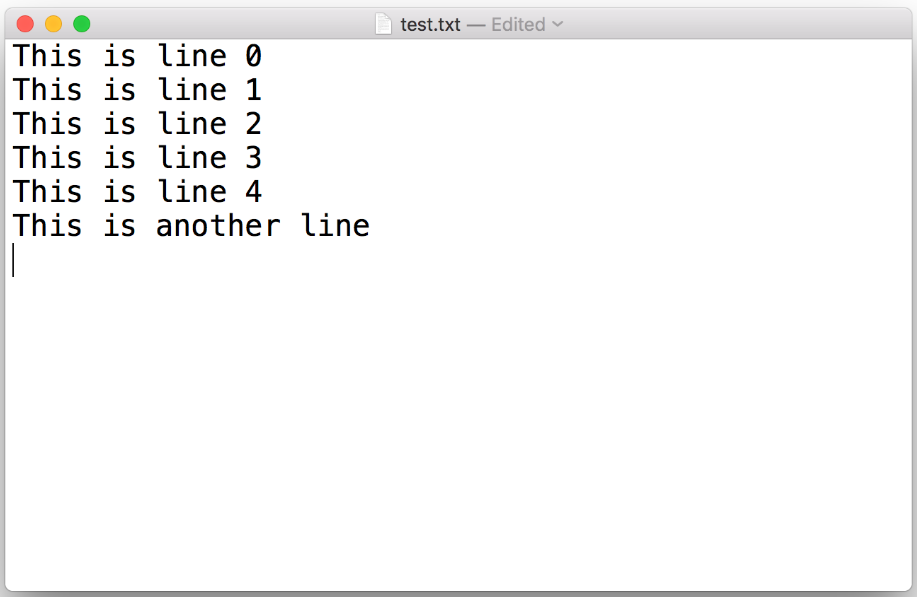 test.txt — Edited
This is line 0
This is line 1
This is line 2
This is line 3
This is line 4
This is another line